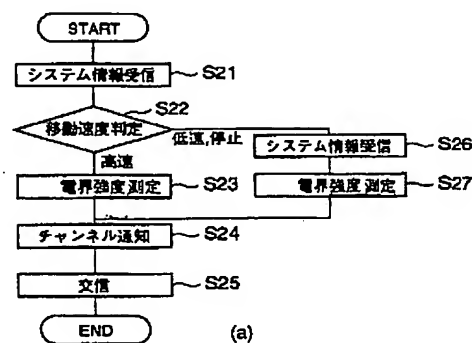 START
システム情報受信 S21
S22
移動速度判定
低速,停止
高速
システム情報受信 S26
電界強度測定 S23
電界強度測定 S27
チャンネル通知 S24
交信 S25
END
(a)